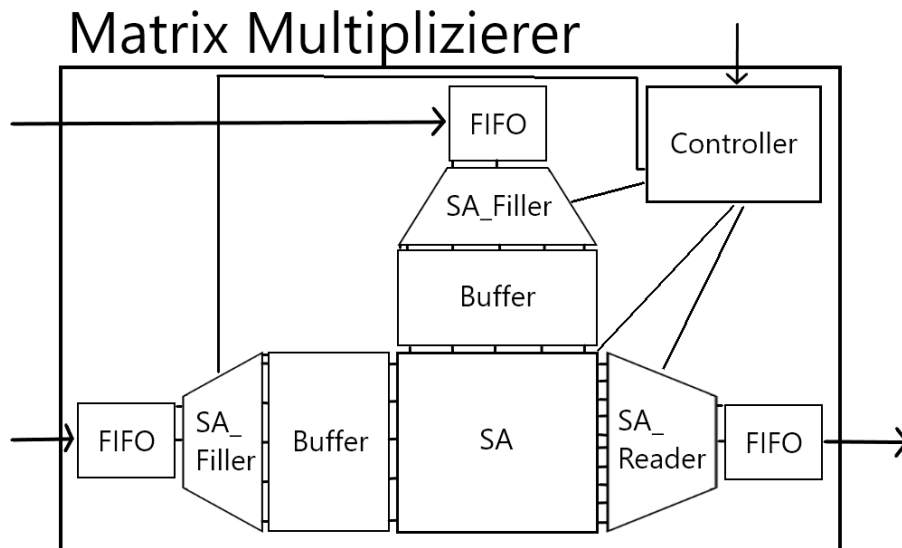 Matrix Multiplizierer
FIFO
Controller
SA_Filler
Buffer
FIFO
SA_
Filler
Buffer
SA
SA_
Reader
FIFO